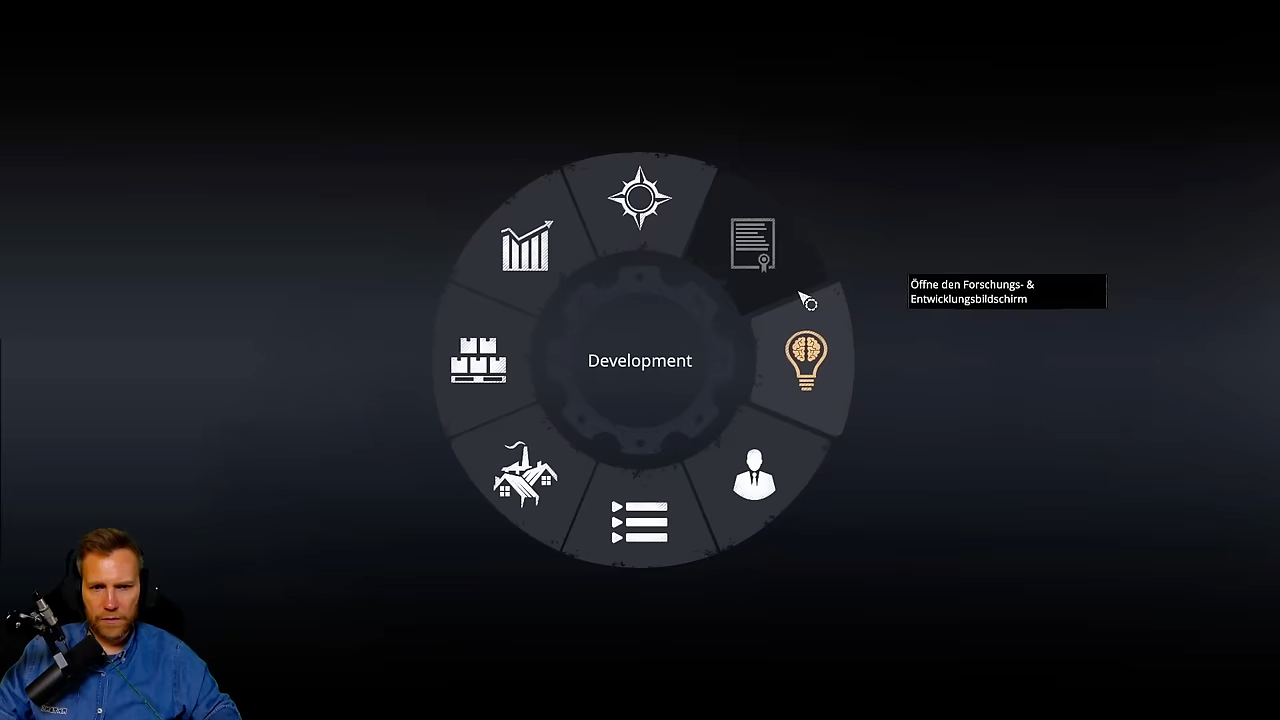 Öffne den Forschungs- &
Entwicklungsbildschirm
Development